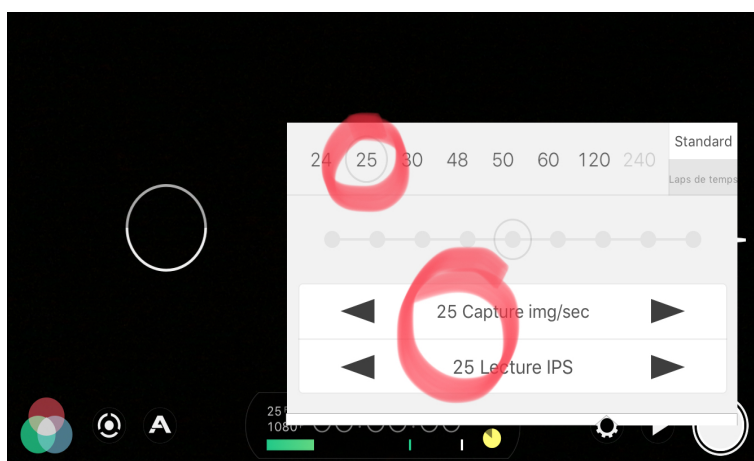 24 25 30 48 50 60 120 240
Standard
Laps de temps
25 Capture img/sec
25 Lecture IPS
A
25
1080